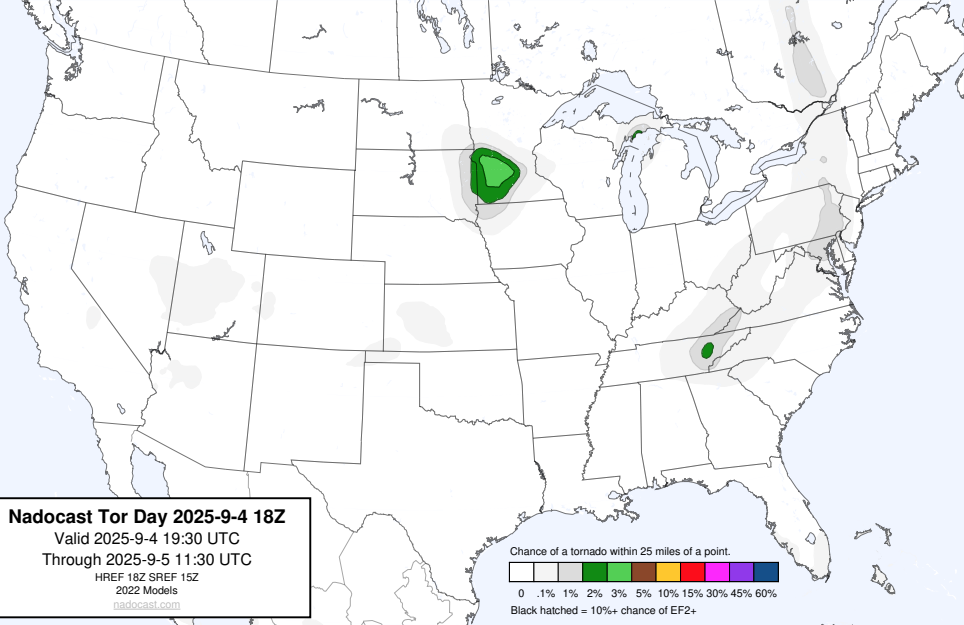 Nadocast Tor Day 2025-9-4 18Z
Valid 2025-9-4 19:30 UTC
Through 2025-9-5 11:30 UTC
HREF 18Z SREF 15Z
2022 Models
nadocast.com
Chance of a tornado within 25 miles of a point.
0 .1% 1% 2% 3% 5% 10% 15% 30% 45% 60%
Black hatched = 10%+ chance of EF2+